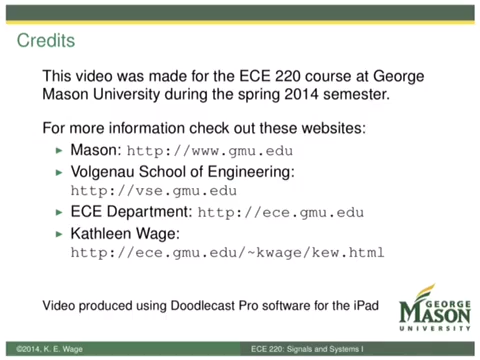 Credits
This video was made for the ECE 220 course at George
Mason University during the spring 2014 semester.
For more information check out these websites:
Mason: http://www.gmu.edu
Volgenau School of Engineering:
http://vse.gmu.edu
ECE Department: http://ece.gmu.edu
Kathleen Wage:
http://ece.gmu.edu/~kwage/kew.html
Video produced using Doodlecast Pro software for the iPad
GEORGE
MASON
UNIVERSITY
©2014, K. E. Wage
ECE 220: Signals and Systems I